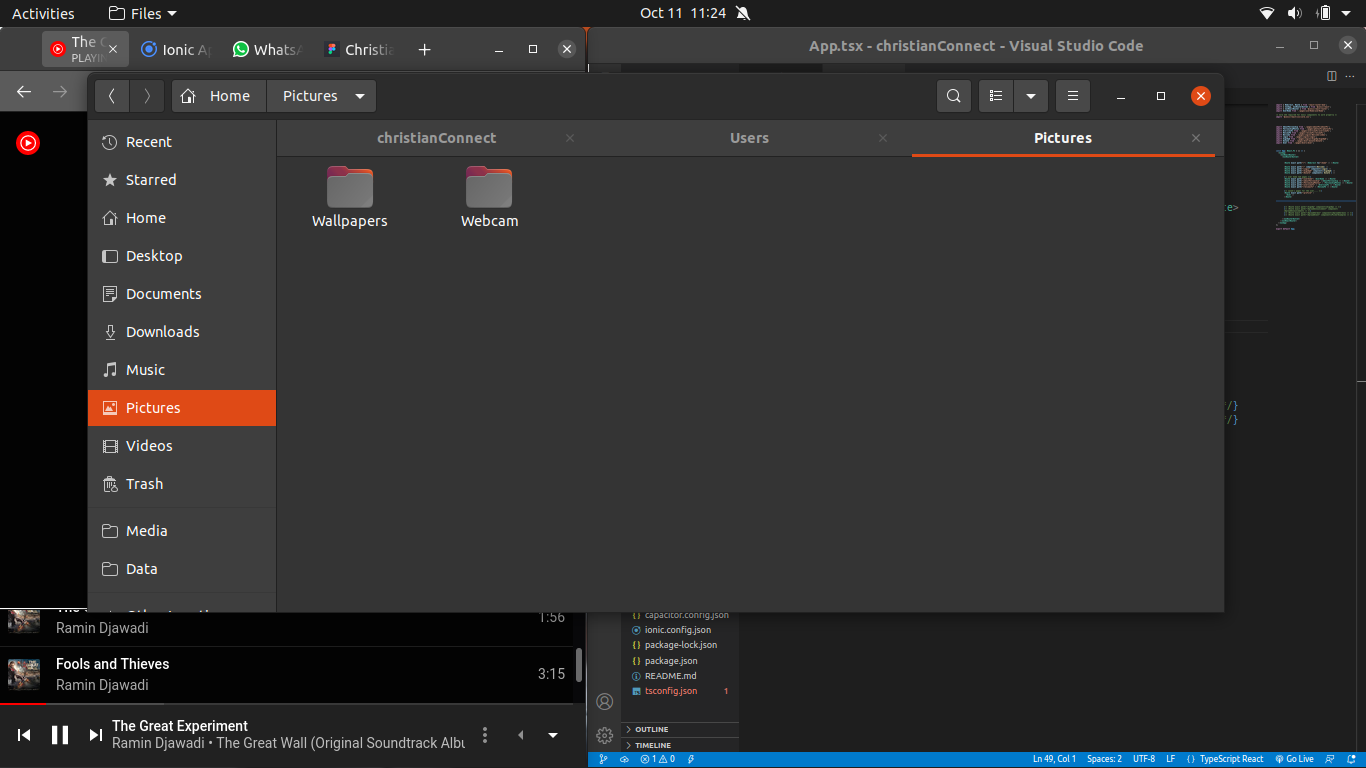 Activities
Files
Oct 11 11:24
The G
PLAYIN
Ionic Ap
WhatsA
Christia
App.tsx - christianConnect - Visual Studio Code
Home
Pictures
Recent
Starred
Home
Desktop
Documents
Downloads
Music
Pictures
Videos
Trash
Media
Data
christianConnect
Users
Pictures
Wallpapers
Webcam
1:56
Ramin Djawadi
Fools and Thieves
Ramin Djawadi
3:15
The Great Experiment
Ramin Djawadi • The Great Wall (Original Soundtrack Albu
capacitor.config.json
ionic.config.json
package-lock.json
package.json
README.md
tsconfig.json 1
OUTLINE
TIMELINE
1 0
Ln 49, Col 1
Spaces: 2
UTF-8
LF
TypeScript React
Go Live